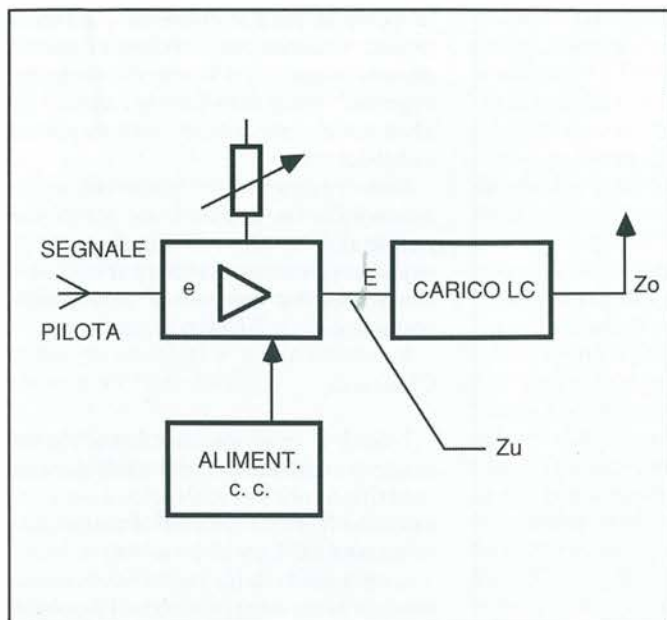 SEGNALE
PILOTA
e
E
CARICO LC
Zo
Zu
ALIMENT.
c. c.